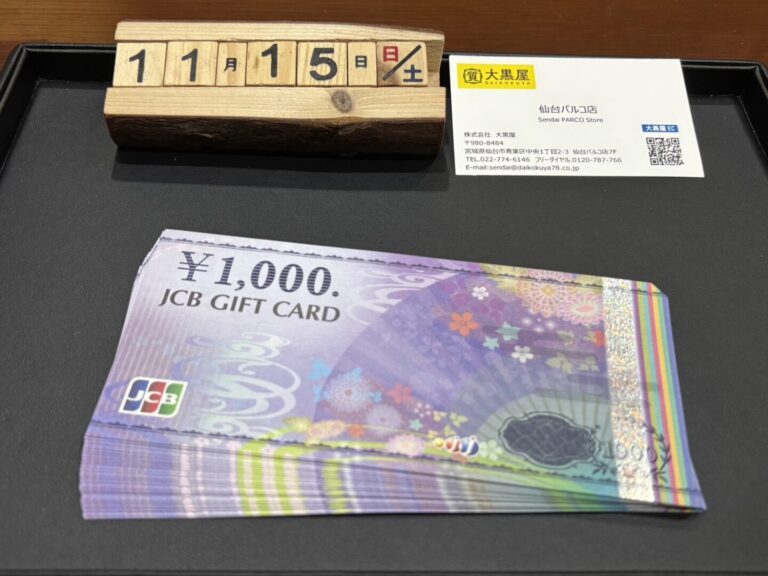 11月15日 日/土
質 大黒屋
DAIKOKUYA
仙台パルコ店
Sendai PARCO Store
株式会社 大黒屋
〒980-8484
宮城県仙台市青葉区中央1丁目2-3 仙台パルコ店7F
TEL.022-774-6146 フリーダイヤル.0120-787-766
E-mail:sendai@daikokuya78.co.jp
大黒屋 EC
¥1,000.
JCB GIFT CARD
JCB
1000